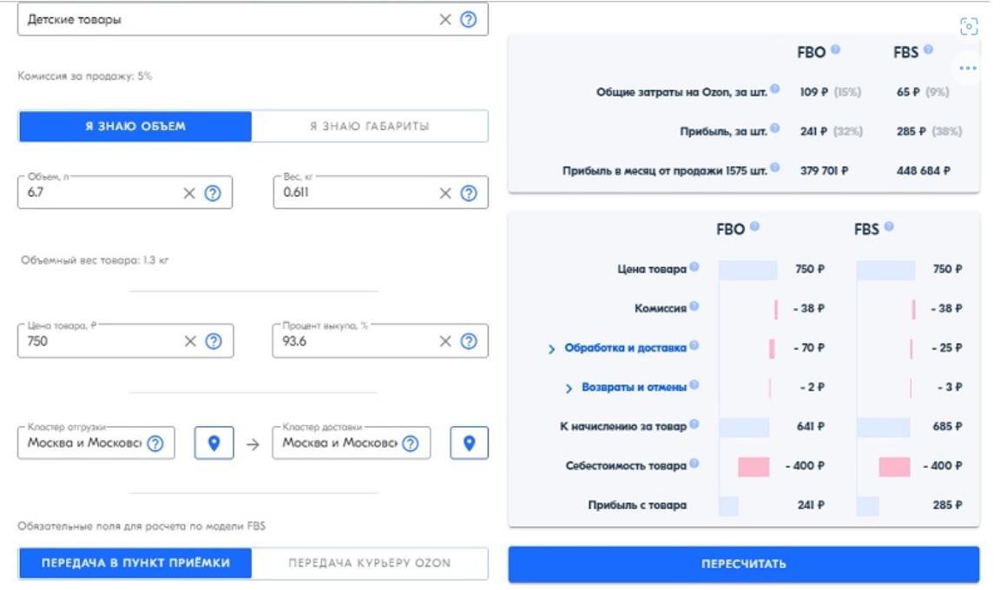 Детские товары
Комиссия за продажу: 5%
Я ЗНАЮ ОБЪЕМ
Я ЗНАЮ ГАБАРИТЫ
Объем, л
6.7
Вес, кг
0.611
Объемный вес товара: 1.3 кг
Цена товара, ₽
750
Процент выкупа, %
93.6
Кластер отгрузки
Москва и Московс
Кластер доставки
Москва и Московс
Обязательные поля для расчета по модели FBS
ПЕРЕДАЧА В ПУНКТ ПРИЁМКИ
ПЕРЕДАЧА КУРЬЕРУ OZON
FBO FBS
Общие затраты на Ozon, за шт. 109 ₽ (15%) 65 ₽ (9%)
Прибыль, за шт. 241 ₽ (32%) 285 ₽ (38%)
Прибыль в месяц от продажи 1575 шт. 379 701 ₽ 448 684 ₽
FBO FBS
Цена товара 750 ₽ 750 ₽
Комиссия - 38 ₽ - 38 ₽
Обработка и доставка - 70 ₽ - 25 ₽
Возвраты и отмены - 2 ₽ - 3 ₽
К начислению за товар 641 ₽ 685 ₽
Себестоимость товара - 400 ₽ - 400 ₽
Прибыль с товара 241 ₽ 285 ₽
ПЕРЕСЧИТАТЬ